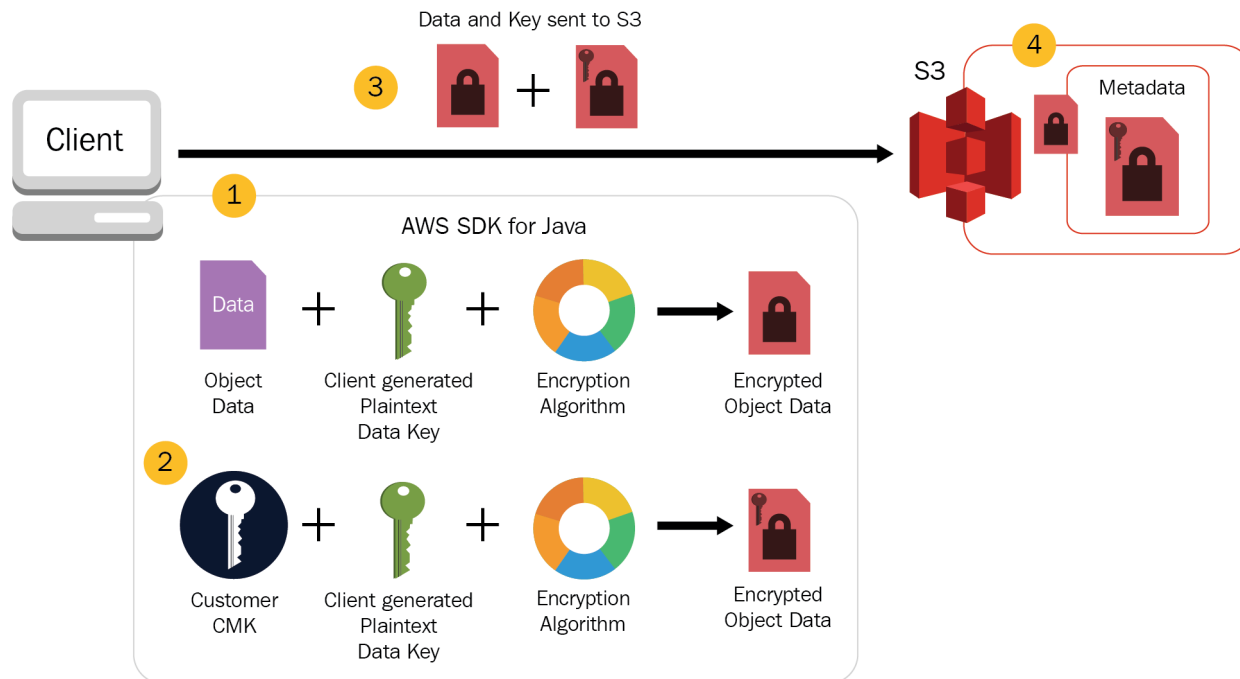 Data and Key sent to S3
3
4
S3
Metadata
Client
1
AWS SDK for Java
Data
Object
Data
Client generated
Plaintext
Data Key
Encryption
Algorithm
Encrypted
Object Data
2
Customer
CMK
Client generated
Plaintext
Data Key
Encryption
Algorithm
Encrypted
Object Data